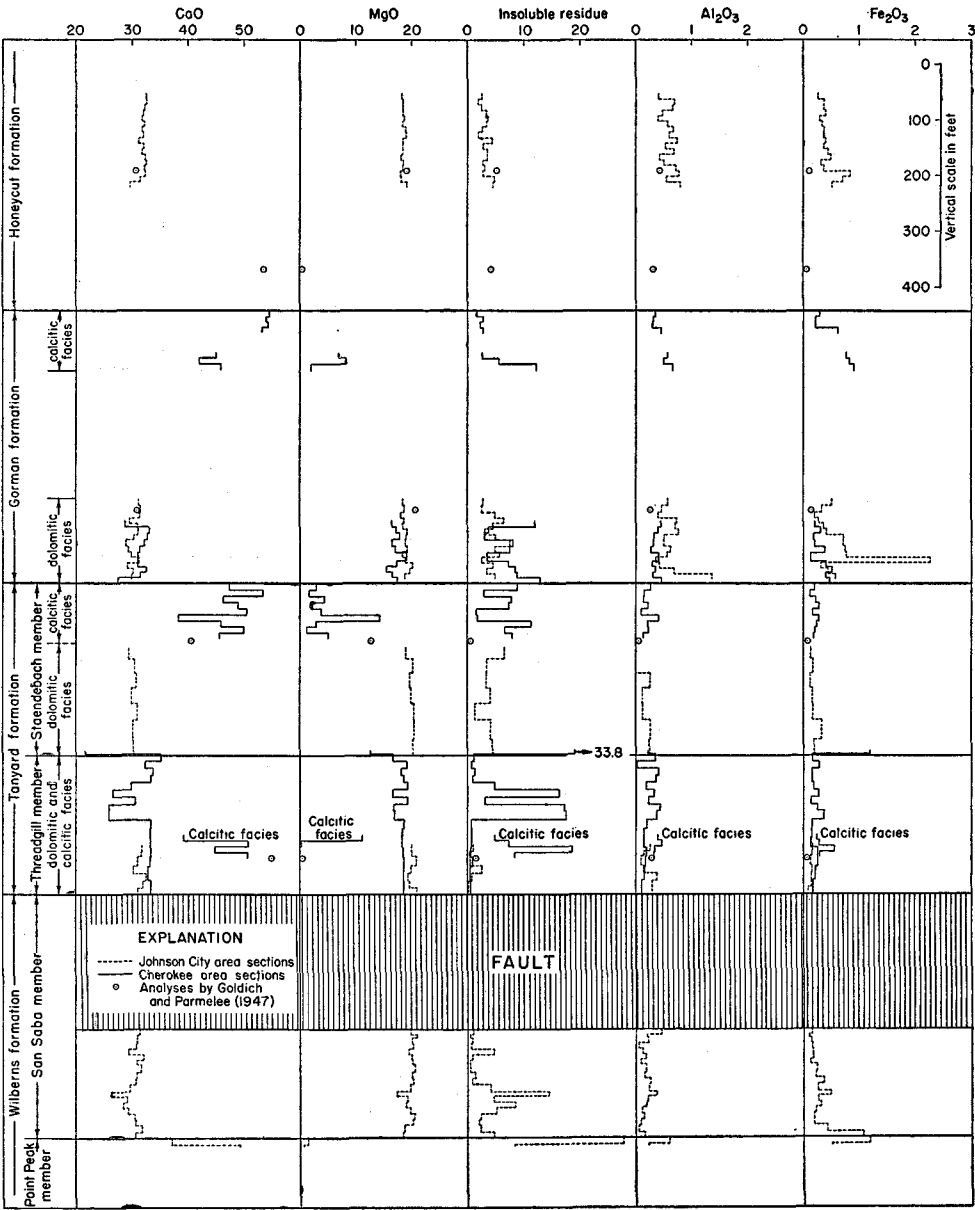 CaO MgO Insoluble residue Al2O3 Fe2O3
20 30 40 50 0 10 20 0 10 20 0 1 2 0 1 2 3
Honeycut formation
0
100
200
300
400
Vertical scale in feet
Gorman formation
calcitic
facies
dolomitic
facies
Tanyard formation
Staendebach member
calcitic
facies
dolomitic
facies
33.8
Threadgill member
dolomitic and
calcitic facies
Calcitic facies
Calcitic
facies
Calcitic facies
Calcitic facies
Calcitic facies
Wilberns formation
San Saba member
EXPLANATION
Johnson City area sections
Cherokee area sections
Analyses by Goldich
and Parmelee (1947)
FAULT
Point Peak
member